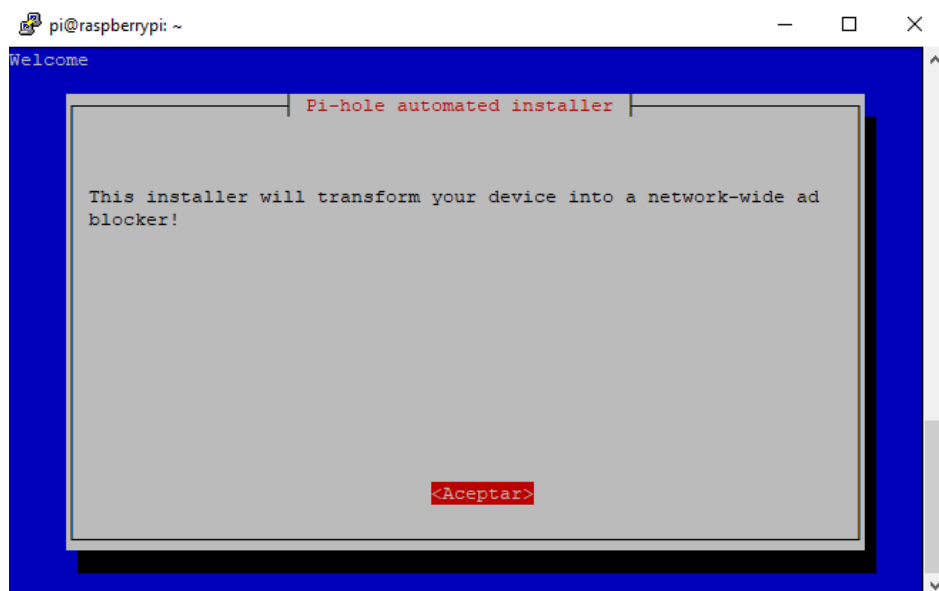 pi@raspberrypi: ~
Welcome
Pi-hole automated installer
This installer will transform your device into a network-wide ad
blocker!
<Aceptar>